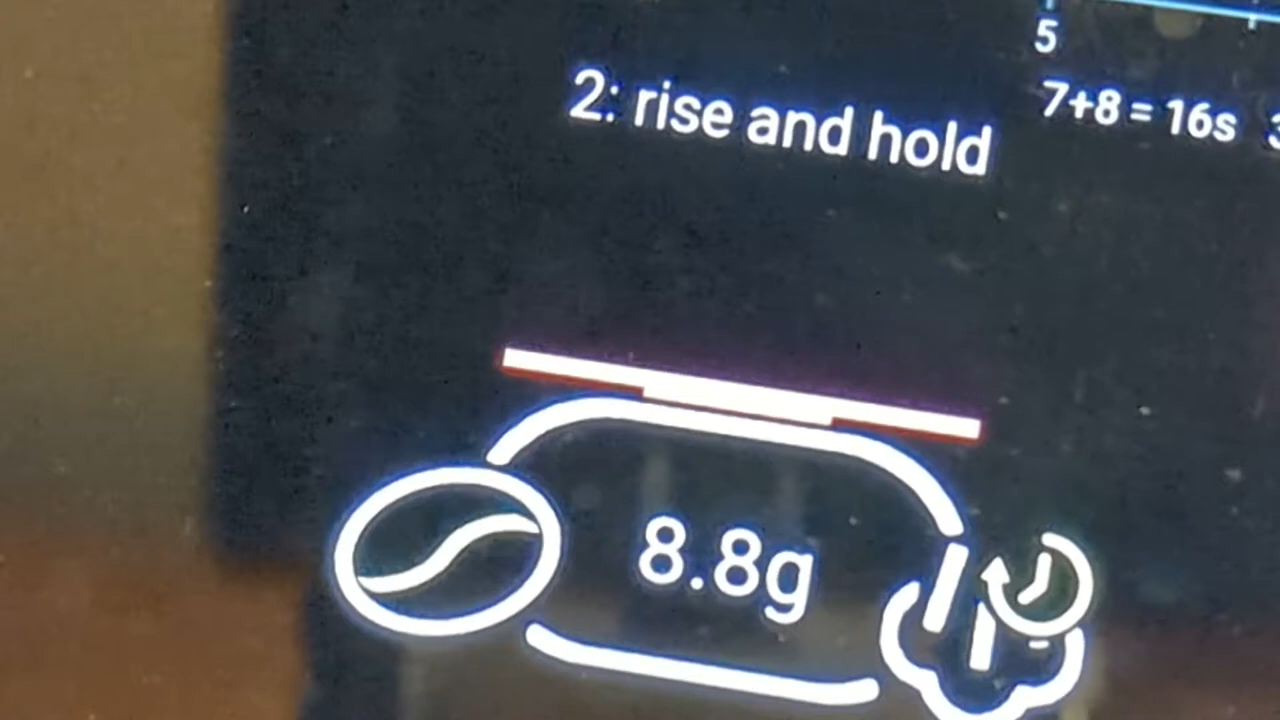 5
2: rise and hold
7+8 = 16s
8.8g